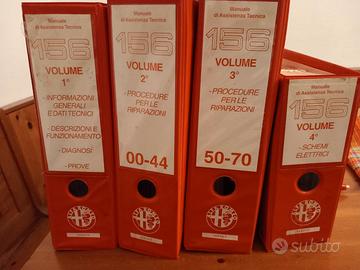 Manuale
di Assistenza Tecnica
156
VOLUME
1°
- INFORMAZIONI
GENERALI
E DATI TECNICI
- DESCRIZIONI E
FUNZIONAMENTO
- DIAGNOSI
- PROVE
Manuale
di Assistenza Tecnica
156
VOLUME
2°
- PROCEDURE
PER LE
RIPARAZIONI
00-44
Manuale
di Assistenza Tecnica
156
VOLUME
3°
- PROCEDURE
PER LE
RIPARAZIONI
50-70
Manuale
di Assistenza Tecnica
156
VOLUME
4°
- SCHEMI
ELETTRICI
subito